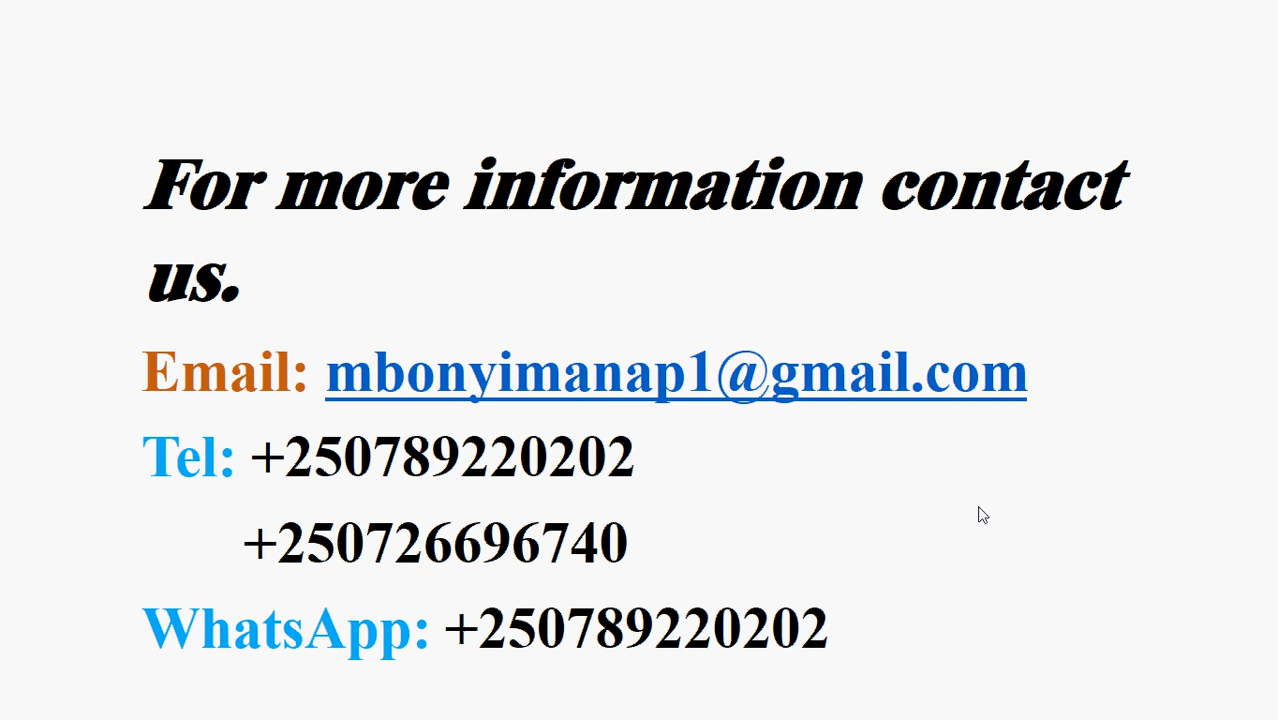 For more information contact
us.
Email: mbonyimanap1@gmail.com
Tel: +250789220202
+250726696740
WhatsApp: +250789220202